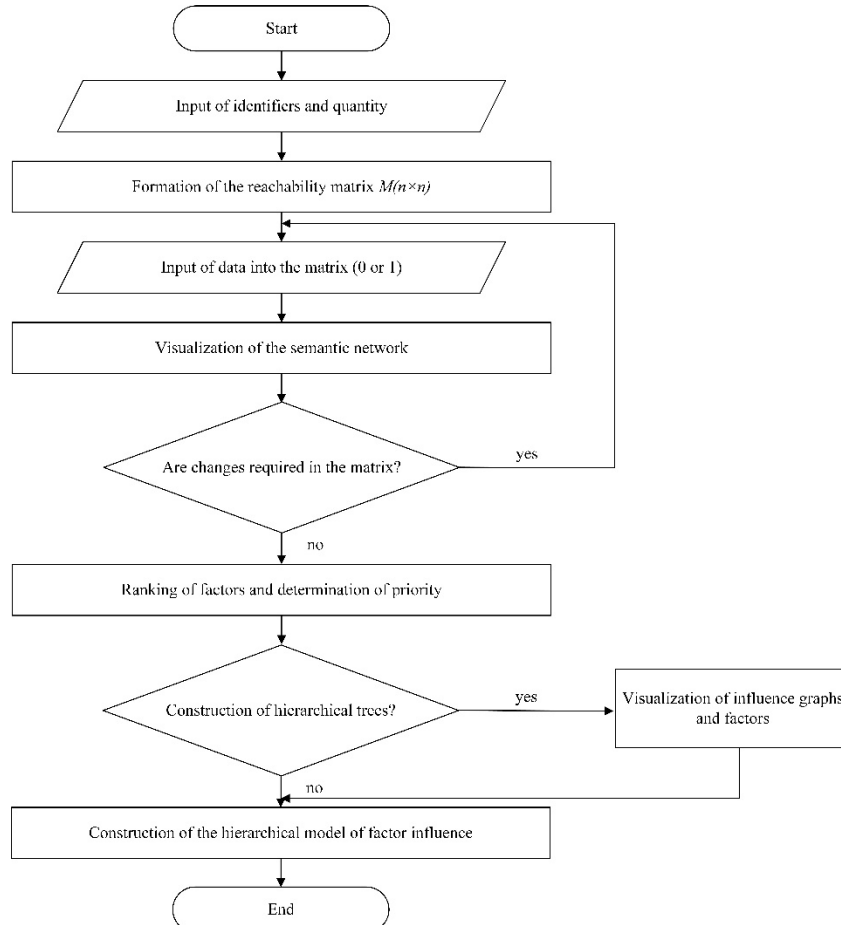 Start
Input of identifiers and quantity
Formation of the reachability matrix M(n×n)
Input of data into the matrix (0 or 1)
Visualization of the semantic network
Are changes required in the matrix?
yes
no
Ranking of factors and determination of priority
Construction of hierarchical trees?
yes
Visualization of influence graphs
and factors
no
Construction of the hierarchical model of factor influence
End